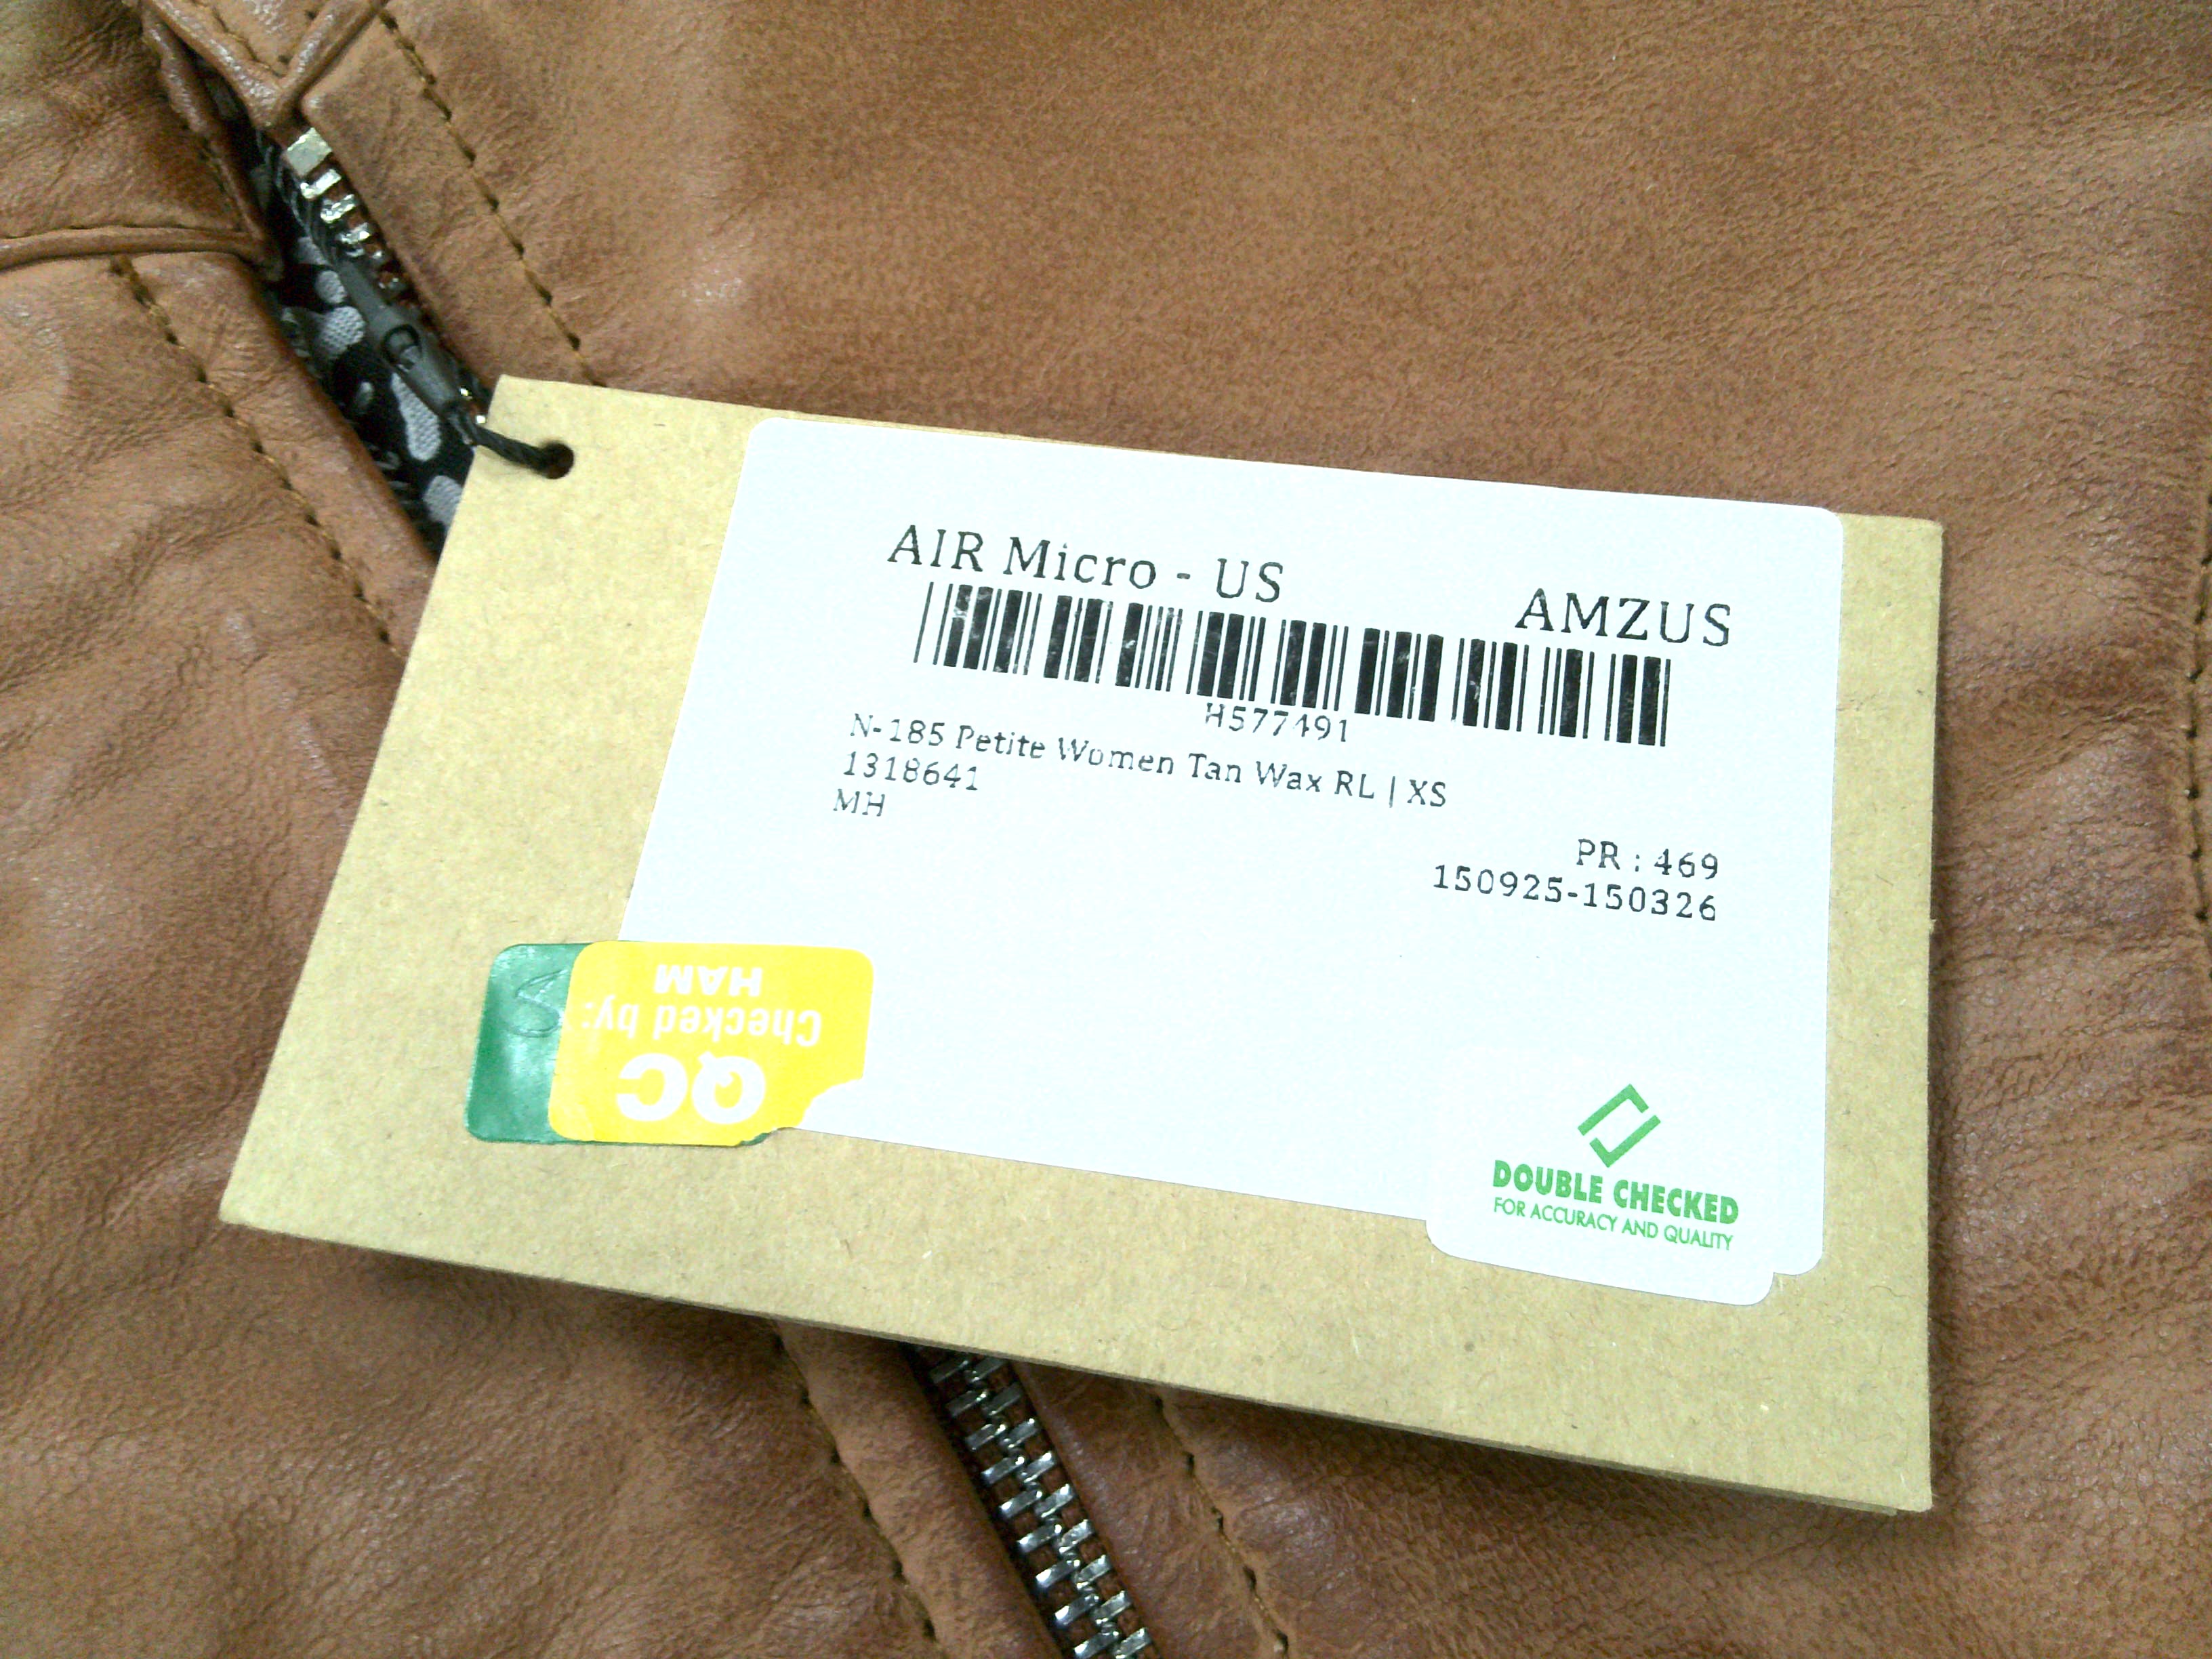 AIR Micro - US
AMZUS
H577491
N-185 Petite Women Tan Wax RL | XS
1318641
MH
PR : 469
150925-150326
QC
Checked by:
HAM
DOUBLE CHECKED
FOR ACCURACY AND QUALITY